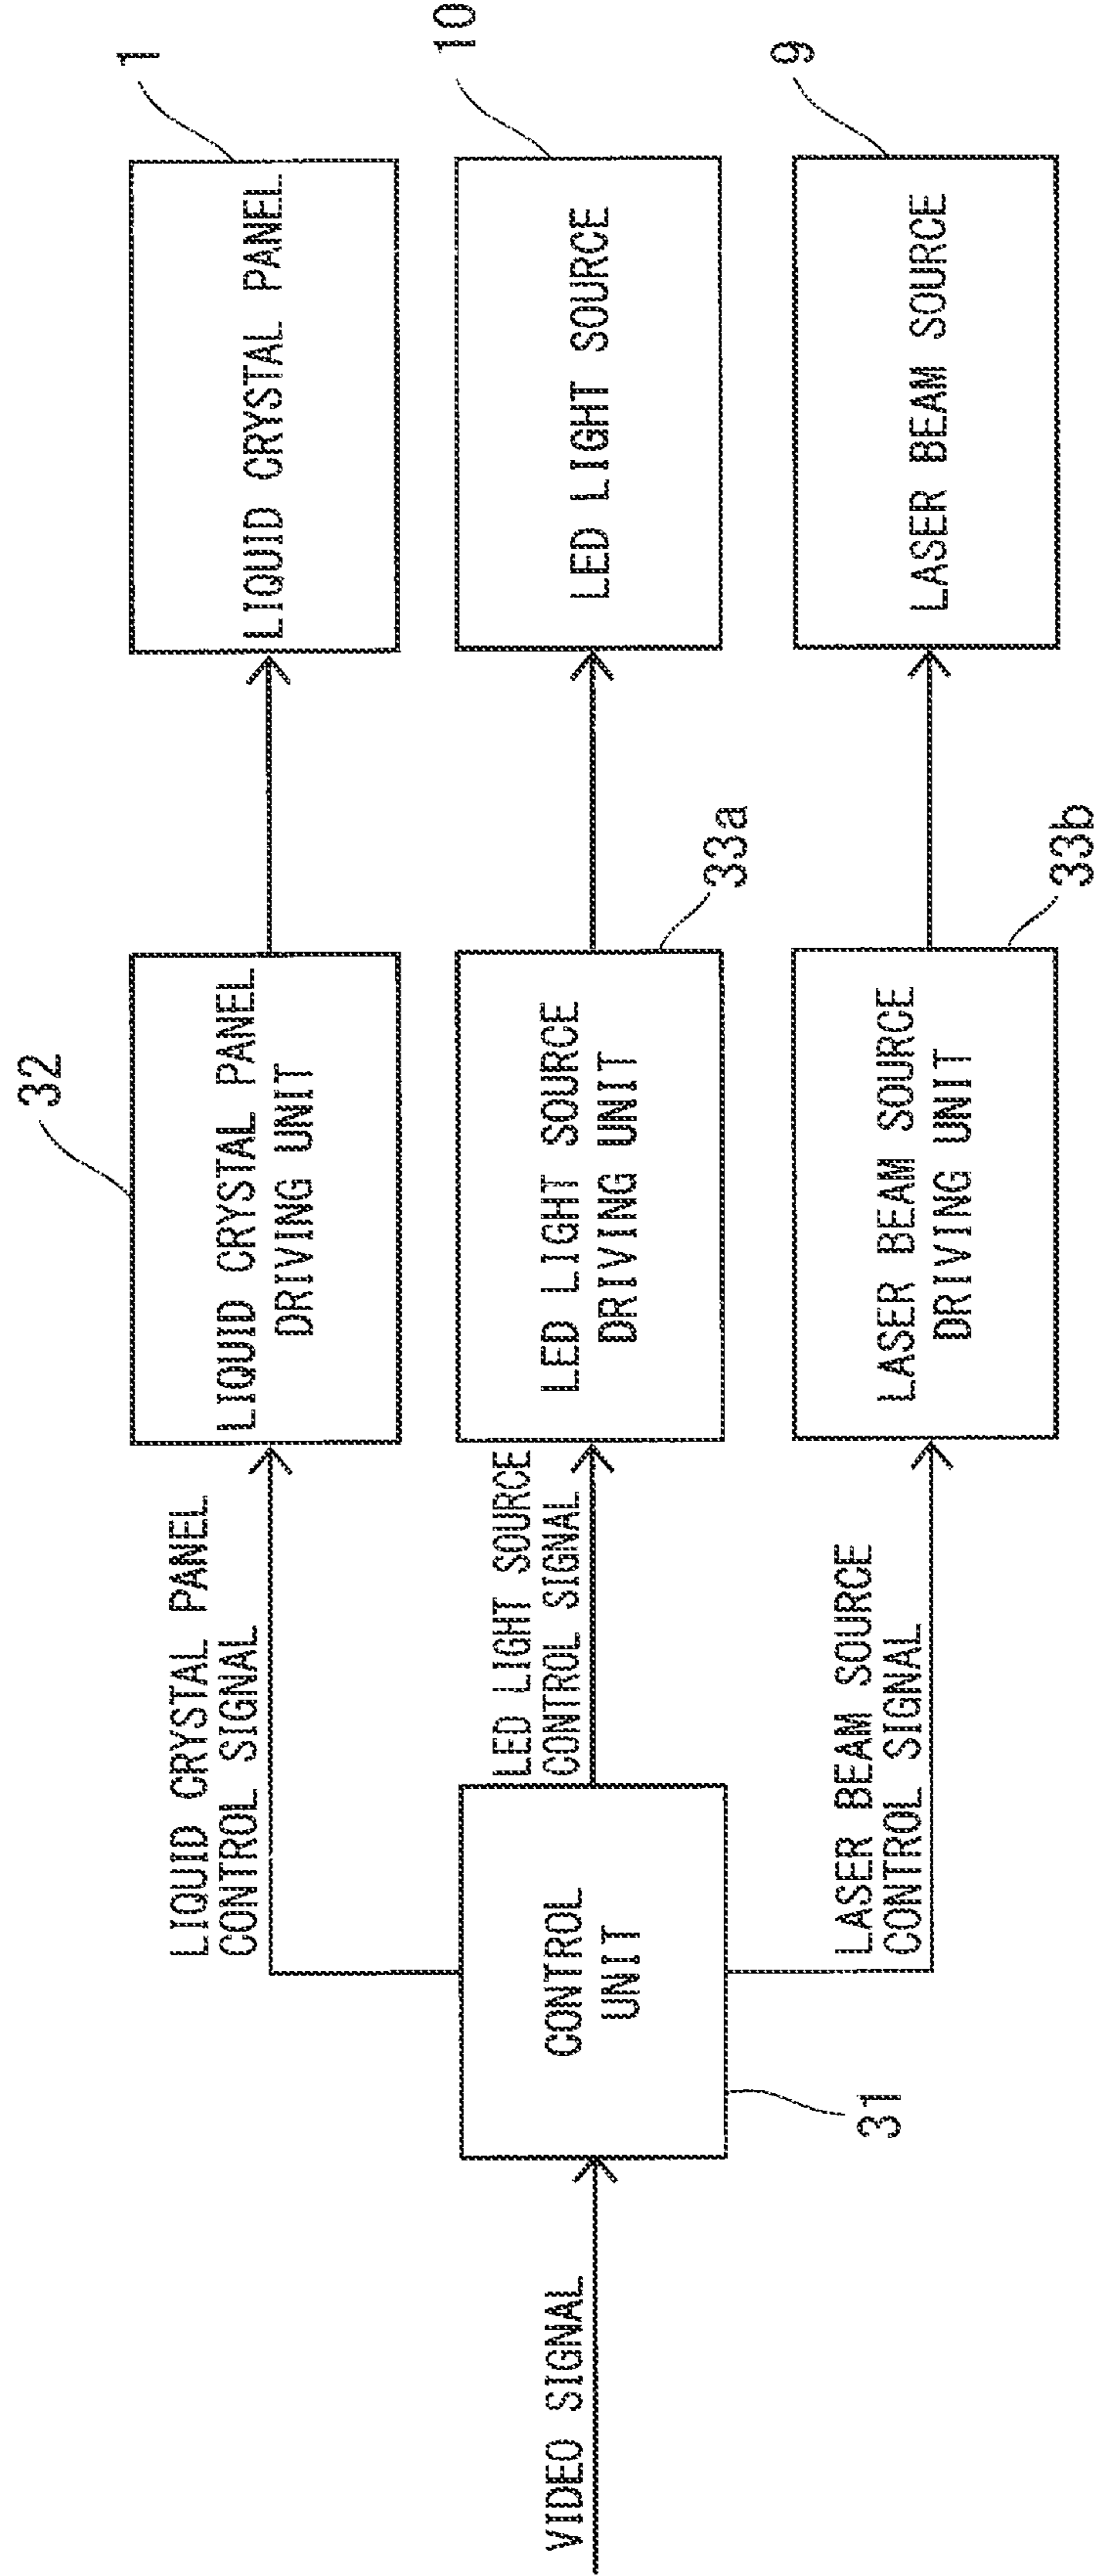 32
1
LIQUID CRYSTAL PANEL
CONTROL SIGNAL
LIQUID CRYSTAL PANEL
DRIVING UNIT
LIQUID CRYSTAL PANEL
10
VIDEO SIGNAL
CONTROL
UNIT
LED LIGHT SOURCE
CONTROL SIGNAL
LED LIGHT SOURCE
DRIVING UNIT
LED LIGHT SOURCE
33a
9
31
LASER BEAM SOURCE
CONTROL SIGNAL
LASER BEAM SOURCE
DRIVING UNIT
LASER BEAM SOURCE
33b